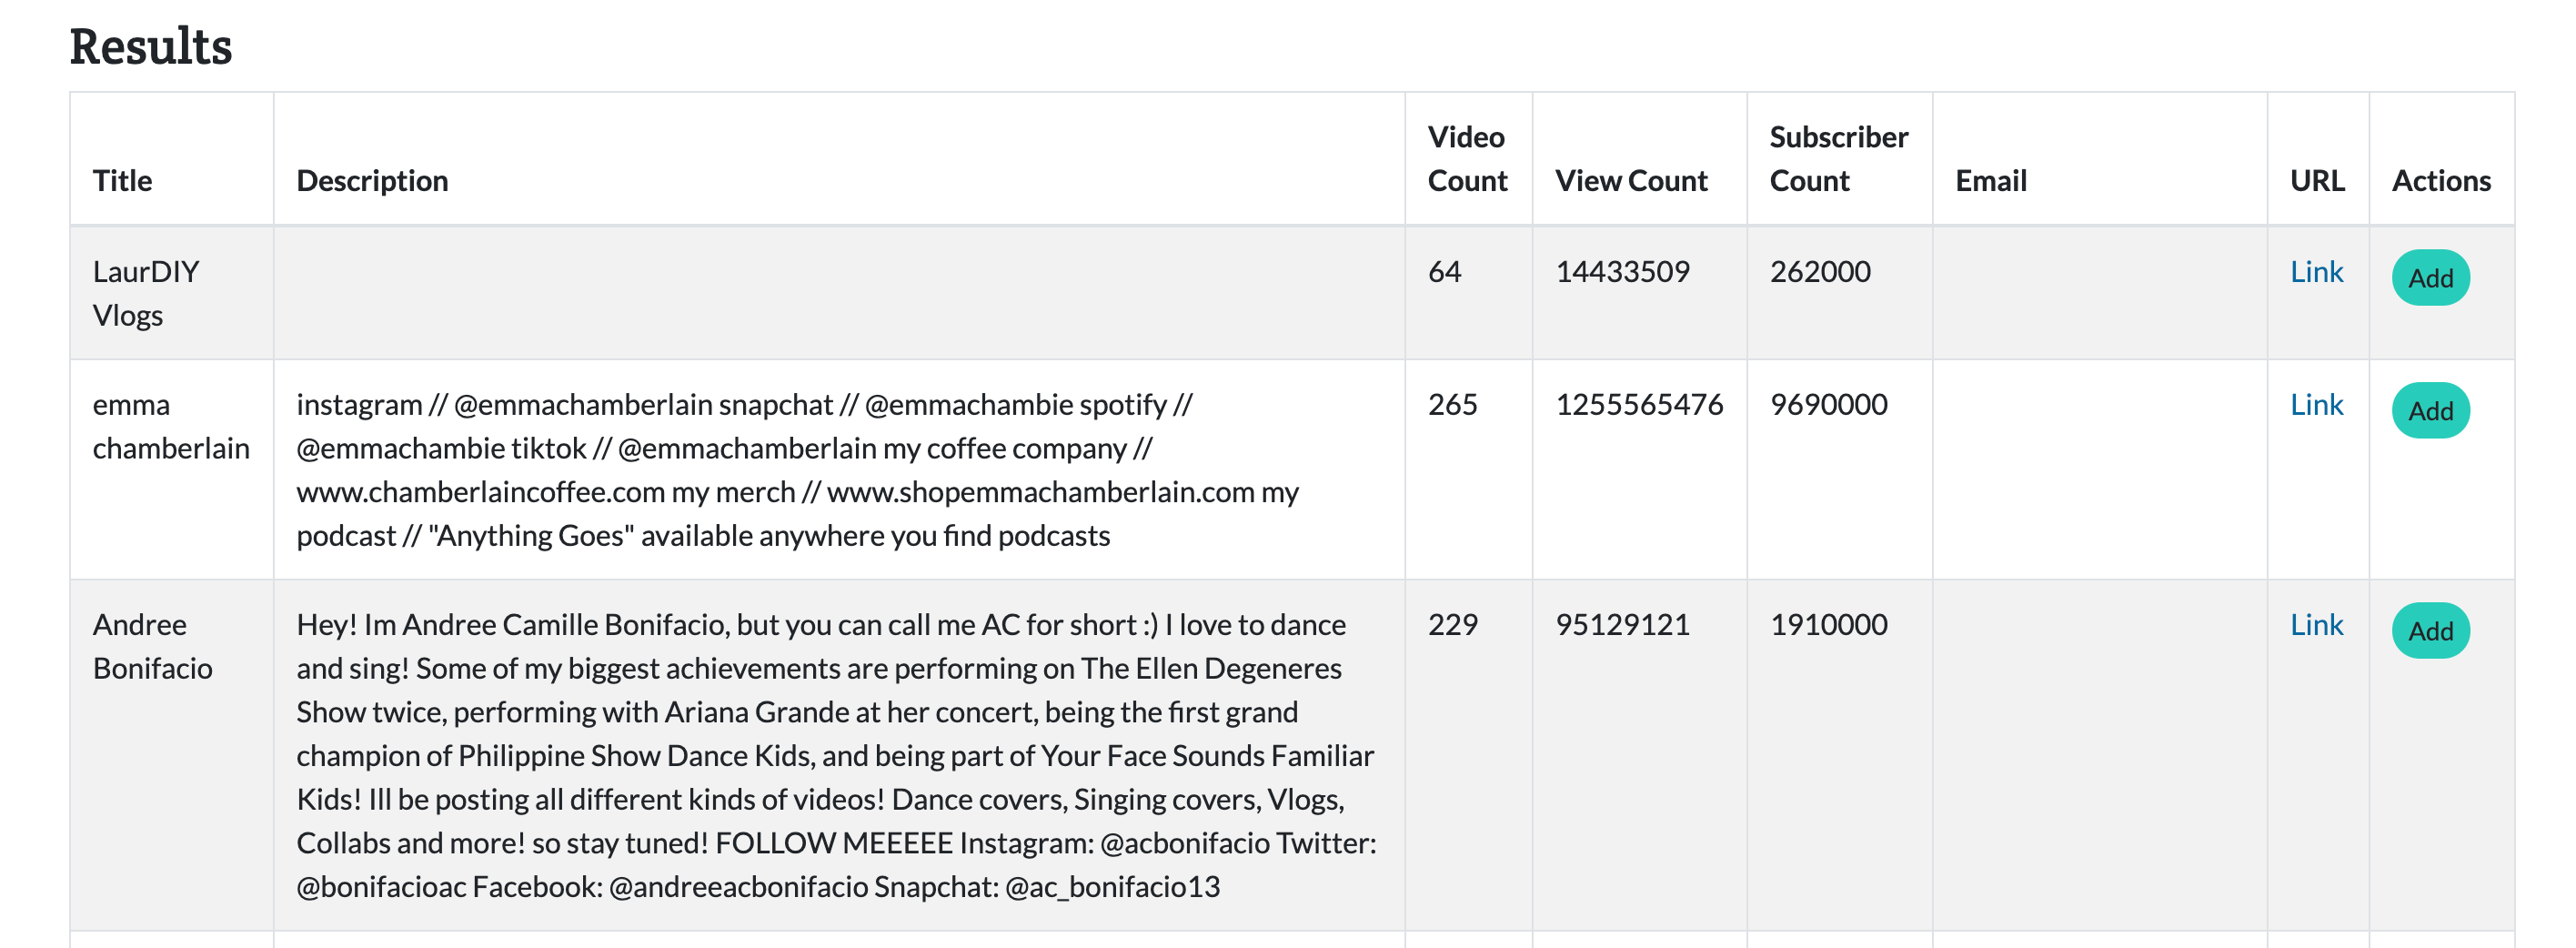 Results
Title
Description
Video
Count
View Count
Subscriber
Count
Email
URL
Actions
LaurDIY
Vlogs
64
14433509
262000
Link
Add
emma
chamberlain
instagram // @emmachamberlain snapchat // @emmachambie spotify //
@emmachambie tiktok // @emmachamberlain my coffee company //
www.chamberlaincoffee.com my merch // www.shopemmachamberlain.com my
podcast // "Anything Goes" available anywhere you find podcasts
265
1255565476
9690000
Link
Add
Andree
Bonifacio
Hey! Im Andree Camille Bonifacio, but you can call me AC for short :) I love to dance
and sing! Some of my biggest achievements are performing on The Ellen Degeneres
Show twice, performing with Ariana Grande at her concert, being the first grand
champion of Philippine Show Dance Kids, and being part of Your Face Sounds Familiar
Kids! Ill be posting all different kinds of videos! Dance covers, Singing covers, Vlogs,
Collabs and more! so stay tuned! FOLLOW MEEEEE Instagram: @acbonifacio Twitter:
@bonifacioac Facebook: @andreeacbonifacio Snapchat: @ac_bonifacio13
229
95129121
1910000
Link
Add